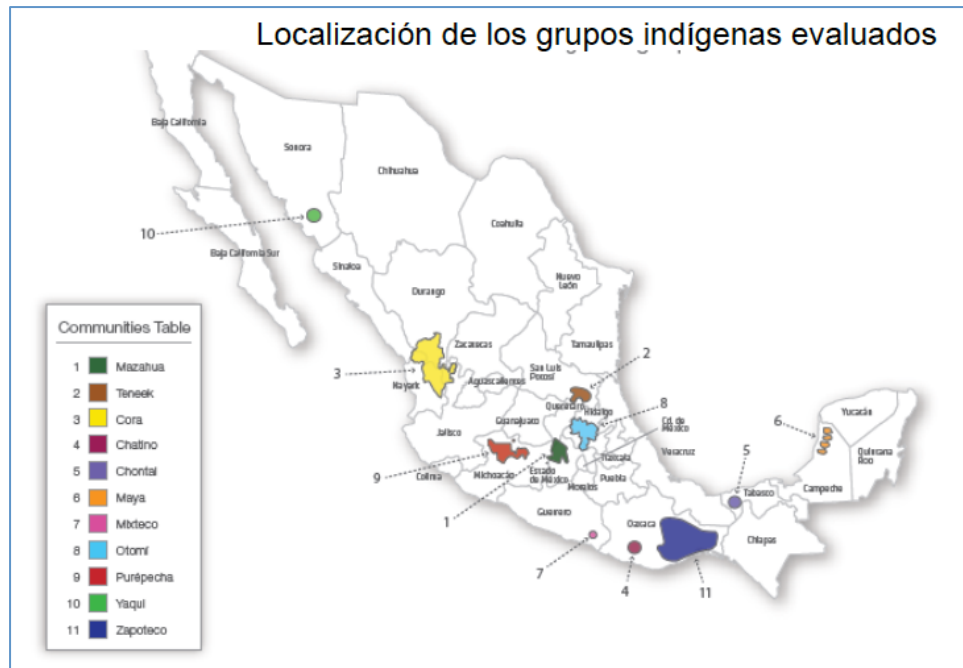 Localización de los grupos indígenas evaluados
Baja California
Sonora
Chihuahua
Coahuila
10
Baja California Sur
Sinaloa
Nuevo
León
Durango
Communities Table
1 Mazahua
2 Teneek
3 Cora
4 Chatino
5 Chontal
6 Maya
7 Mixteco
8 Otomí
9 Purépecha
10 Yaqui
11 Zapoteco
Zacatecas
Tamaulipas
2
San Luis
Potosí
3
Nayarit
Aguascalientes
Querétaro
Hidalgo
8
Cd. de
México
Yucatán
6
Guanajuato
Jalisco
Tlaxcala
Veracruz
Quintana
Roo
5
9
Colima
Michoacán
Estado
de México
Puebla
Morelos
Campeche
Tabasco
1
Guerrero
Oaxaca
Chiapas
7
4
11